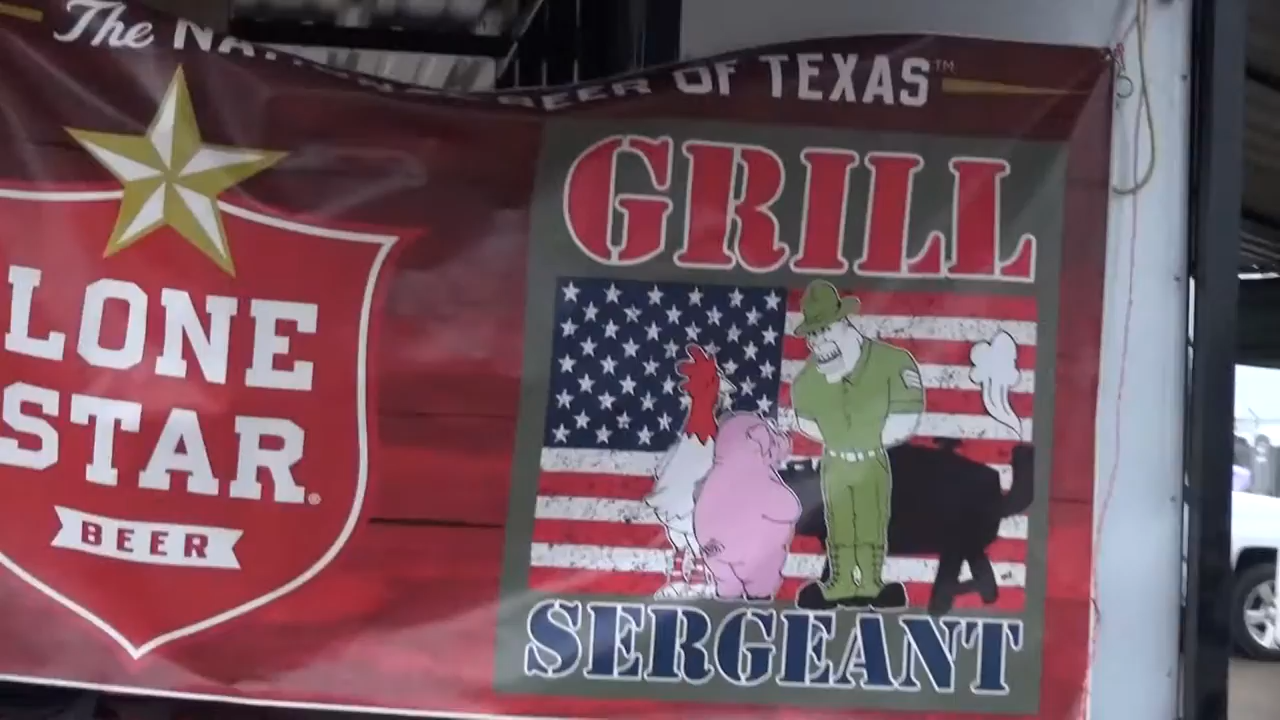 The NATIONAL BEER OF TEXAS™
LONE
STAR®
BEER
GRILL
SERGEANT